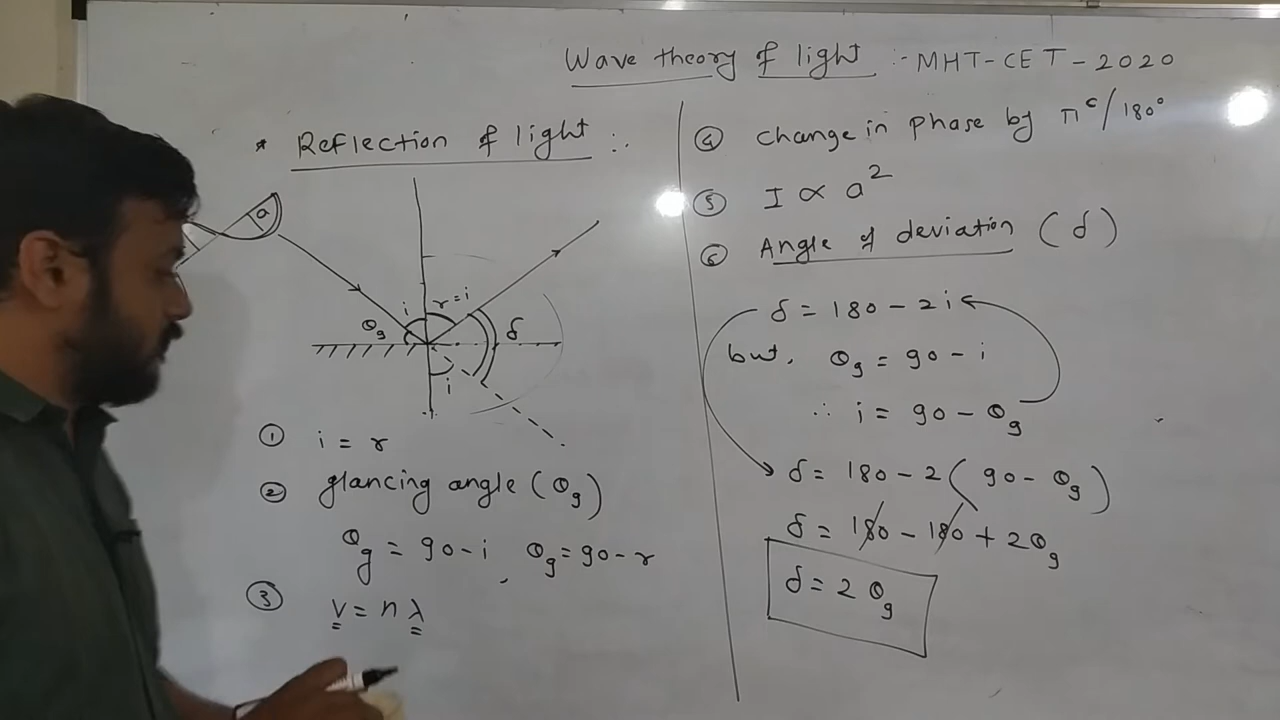 Wave theory of light :- MHT-CET-2020
* Reflection of light :.
a
i
r=i
θg
δ
i
① i = r
② glancing angle (θg)
θg = 90-i , θg = 90-r
③ v = nλ
④ change in phase by πᶜ/180°
⑤ I ∝ a²
⑥ Angle of deviation (δ)
δ = 180 - 2i
but, θg = 90 - i
∴ i = 90 - θg
δ = 180 - 2(90 - θg)
δ = 180 - 180 + 2θg
δ = 2θg